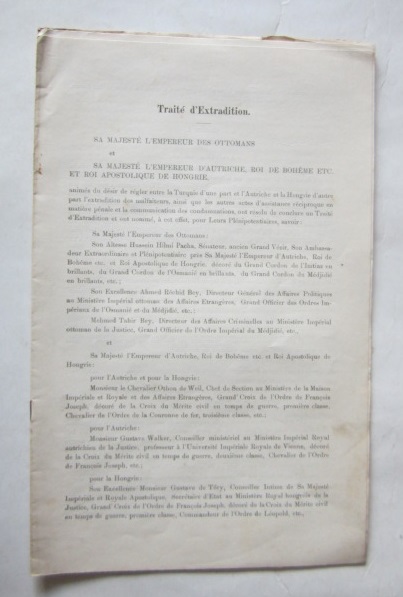 Traité d'Extradition.
SA MAJESTÉ L'EMPEREUR DES OTTOMANS
et
SA MAJESTÉ L'EMPEREUR D'AUTRICHE, ROI DE BOHÊME ETC.
ET ROI APOSTOLIQUE DE HONGRIE,
animés du désir de régler entre la Turquie d'une part et l'Autriche et la Hongrie d'autre
part l'extradition des malfaiteurs, ainsi que les autres actes d'assistance réciproque en
matière pénale et la communication des condamnations, ont résolu de conclure un Traité
d'Extradition et ont nommé, à cet effet, pour Leurs Plénipotentiaires, savoir:
Sa Majesté l'Empereur des Ottomans:
Son Altesse Hussein Hilmi Pacha, Sénateur, ancien Grand Vézir, Son Ambassa-
deur Extraordinaire et Plénipotentiaire près Sa Majesté l'Empereur d'Autriche, Roi de
Bohême etc. et Roi Apostolique de Hongrie, décoré du Grand Cordon de l'Imtiaz en
brillants, du Grand Cordon de l'Osmanié en brillants, du Grand Cordon du Médjidié
en brillants, etc.;
Son Excellence Ahmed Réchid Bey, Directeur Général des Affaires Politiques
au Ministère Impérial ottoman des Affaires Etrangères, Grand Officier des Ordres Im-
périaux de l'Osmanié et du Médjidié, etc.;
Mehmed Tahir Bey, Directeur des Affaires Criminelles au Ministère Impérial
ottoman de la Justice, Grand Officier de l'Ordre Impérial du Médjidié, etc.;
et
Sa Majesté l'Empereur d'Autriche, Roi de Bohême etc. et Roi Apostolique de
Hongrie:
pour l'Autriche et pour la Hongrie:
Monsieur le Chevalier Othon de Weil, Chef de Section au Ministère de la Maison
Impériale et Royale et des Affaires Etrangères, Grand Croix de l'Ordre de François
Joseph, décoré de la Croix du Mérite civil en temps de guerre, première classe,
Chevalier de l'Ordre de la Couronne de fer, troisième classe, etc.;
pour l'Autriche:
Monsieur Gustave Walker, Conseiller ministériel au Ministère Impérial Royal
autrichien de la Justice, professeur à l'Université Impériale Royale de Vienne, décoré
de la Croix du Mérite civil en temps de guerre, deuxième classe, Chevalier de l'Ordre
de François Joseph, etc.;
pour la Hongrie:
Son Excellence Monsieur Gustave de Töry, Conseiller Intime de Sa Majesté
Impériale et Royale Apostolique, Secrétaire d'Etat au Ministère Royal hongrois de la
Justice, Grand Croix de l'Ordre de François Joseph, décoré de la Croix du Mérite civil
en temps de guerre, première classe, Commandeur de l'Ordre de Léopold, etc.,